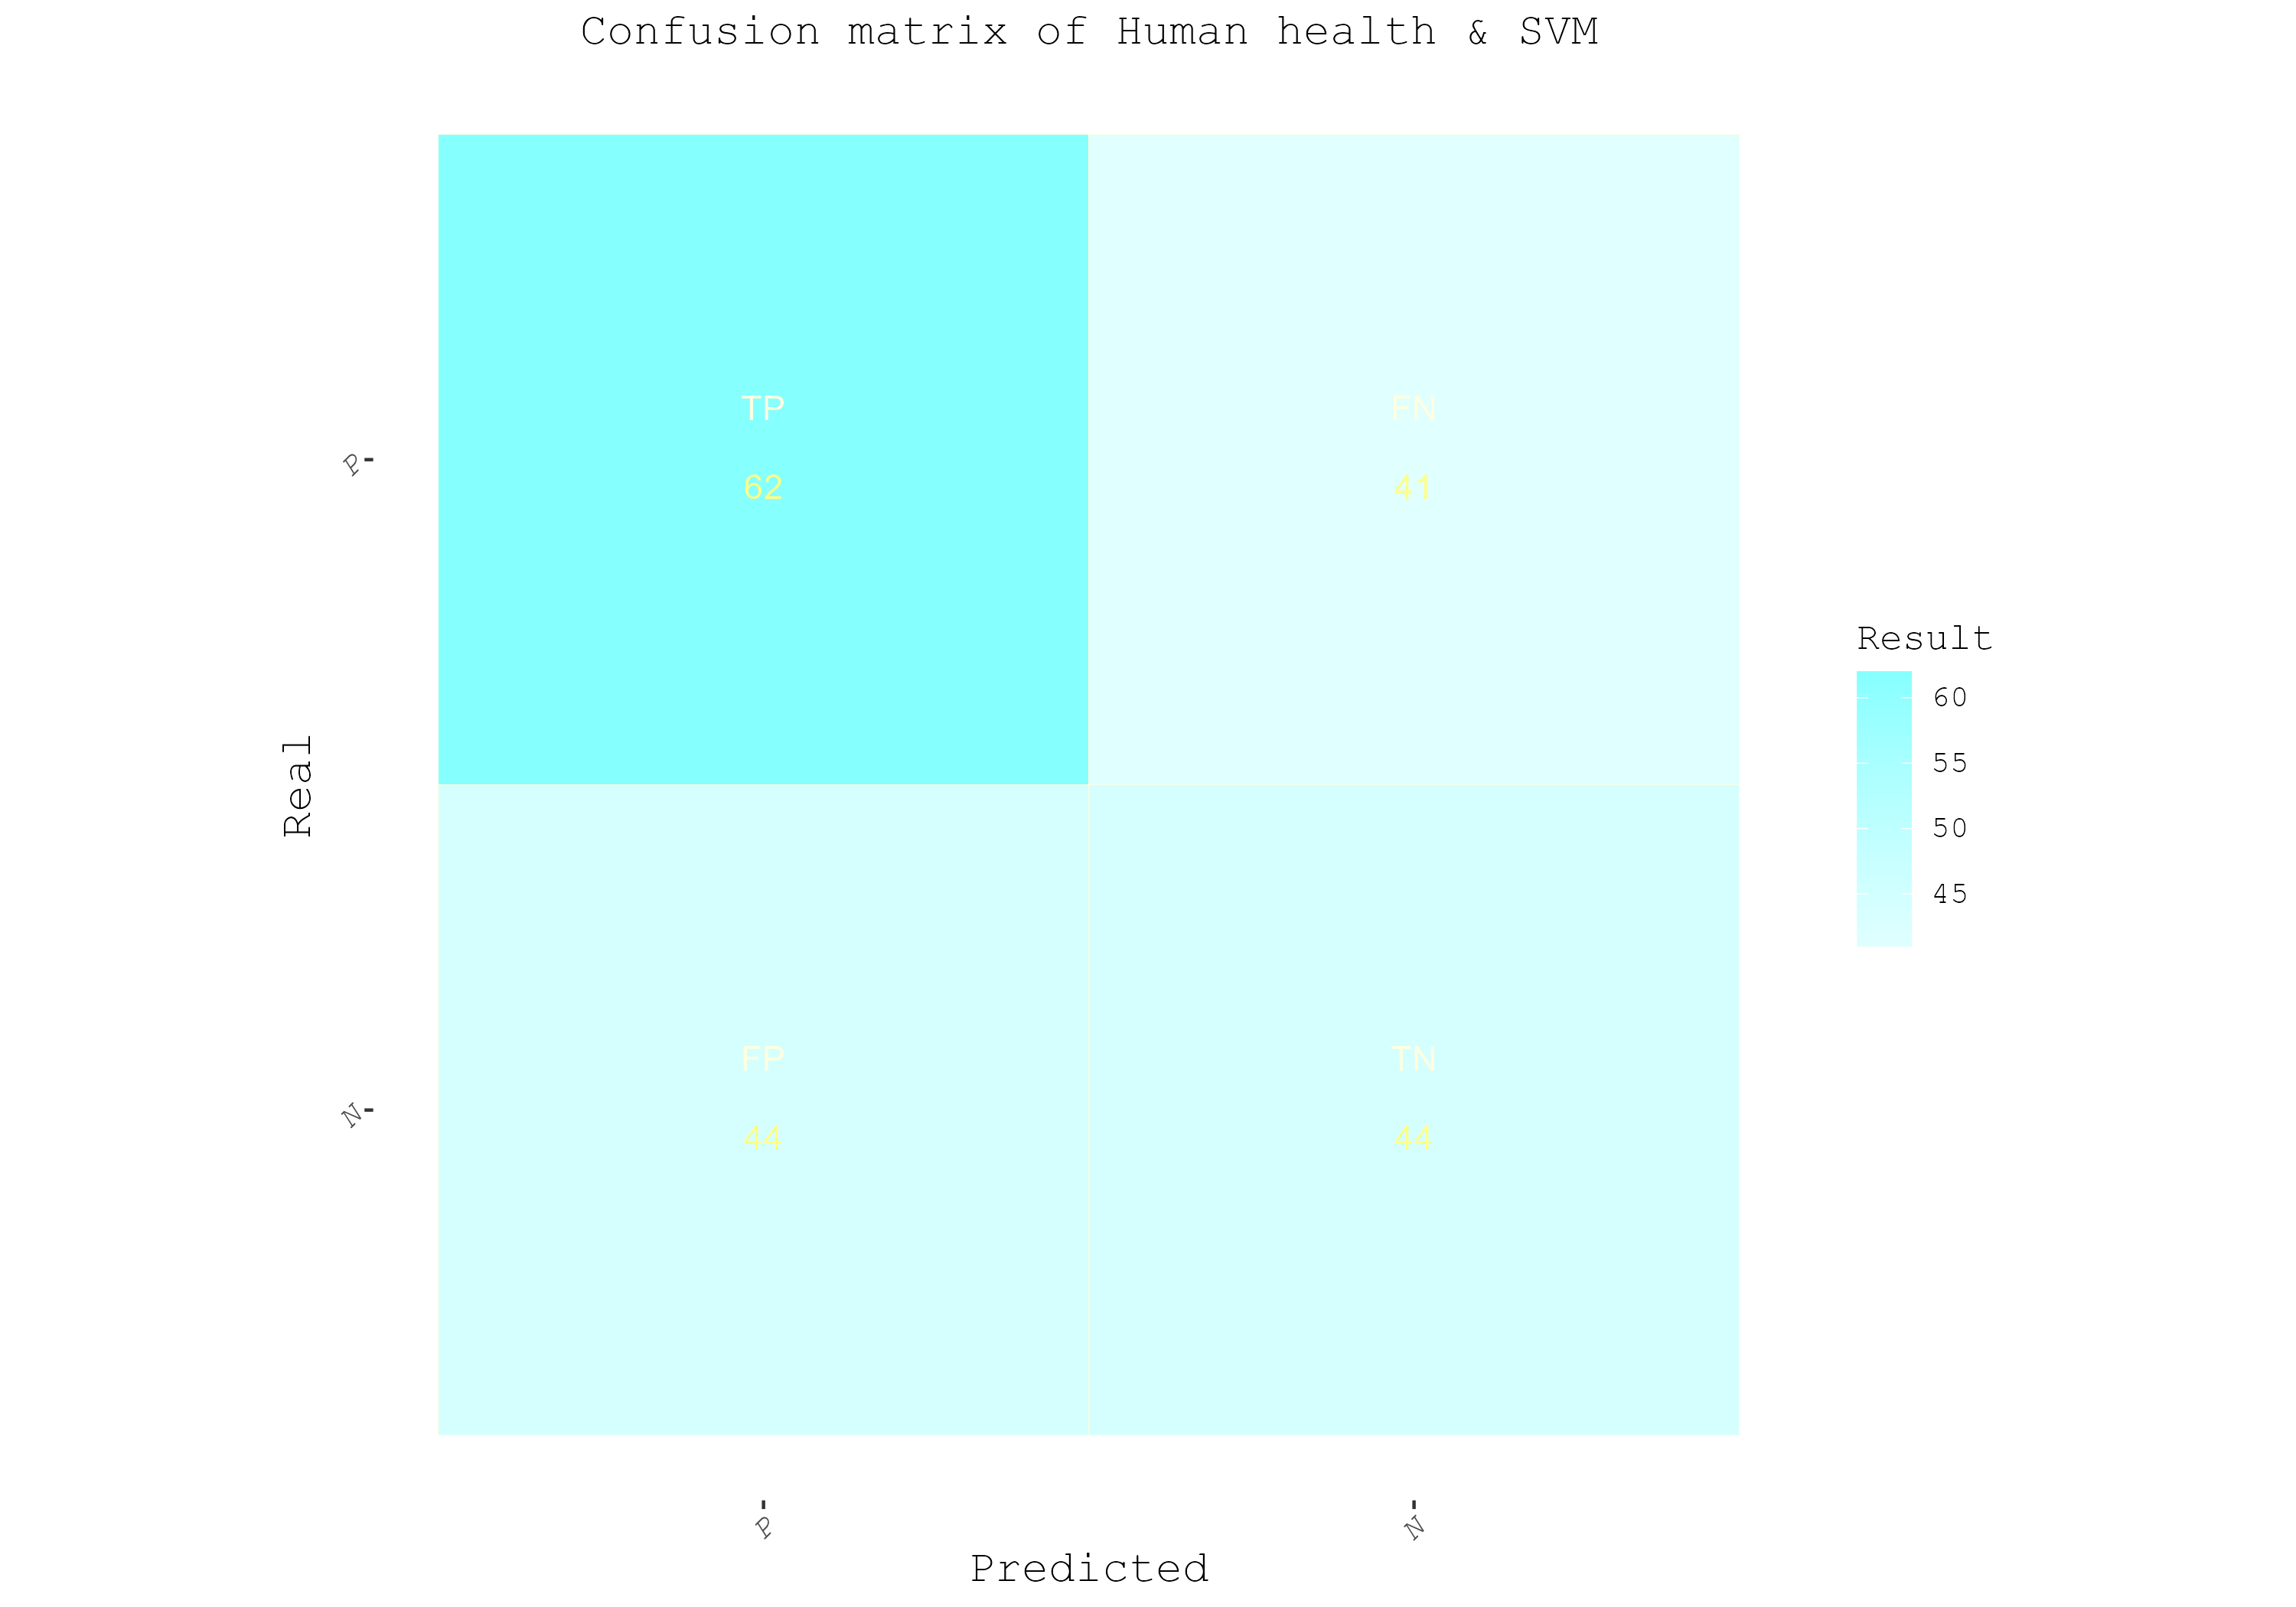 Confusion matrix of Human health & SVM
TP
FN
62
41
P
Real
FP
TN
44
44
N
P
N
Predicted
Result
60
55
50
45